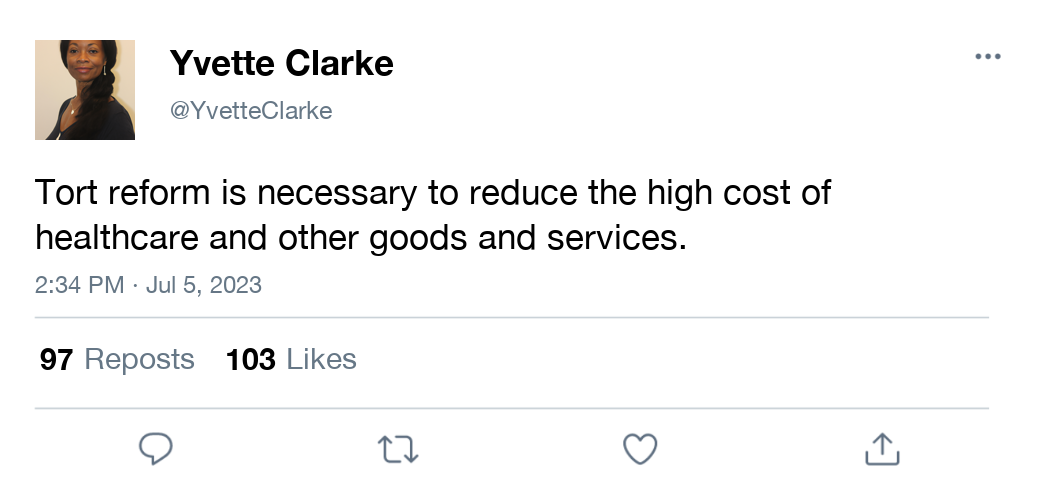 Yvette Clarke
@YvetteClarke
Tort reform is necessary to reduce the high cost of
healthcare and other goods and services.
2:34 PM · Jul 5, 2023
97 Reposts 103 Likes